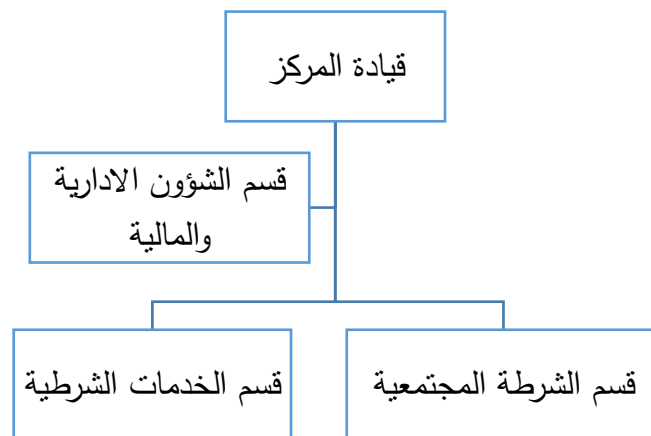 قيادة المركز
قسم الشؤون الادارية
والمالية
قسم الشرطة المجتمعية
قسم الخدمات الشرطية